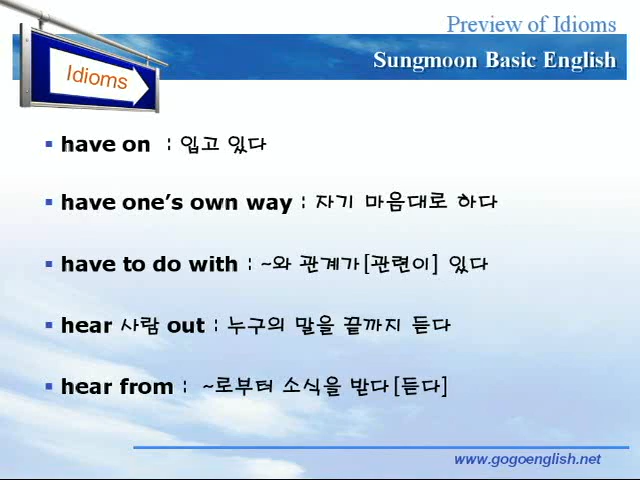 Preview of Idioms
Sungmoon Basic English
Idioms
▪ have on : 입고 있다
▪ have one’s own way : 자기 마음대로 하다
▪ have to do with : ~와 관계가[관련이] 있다
▪ hear 사람 out : 누구의 말을 끝까지 듣다
▪ hear from : ~로부터 소식을 받다[듣다]
www.gogoenglish.net